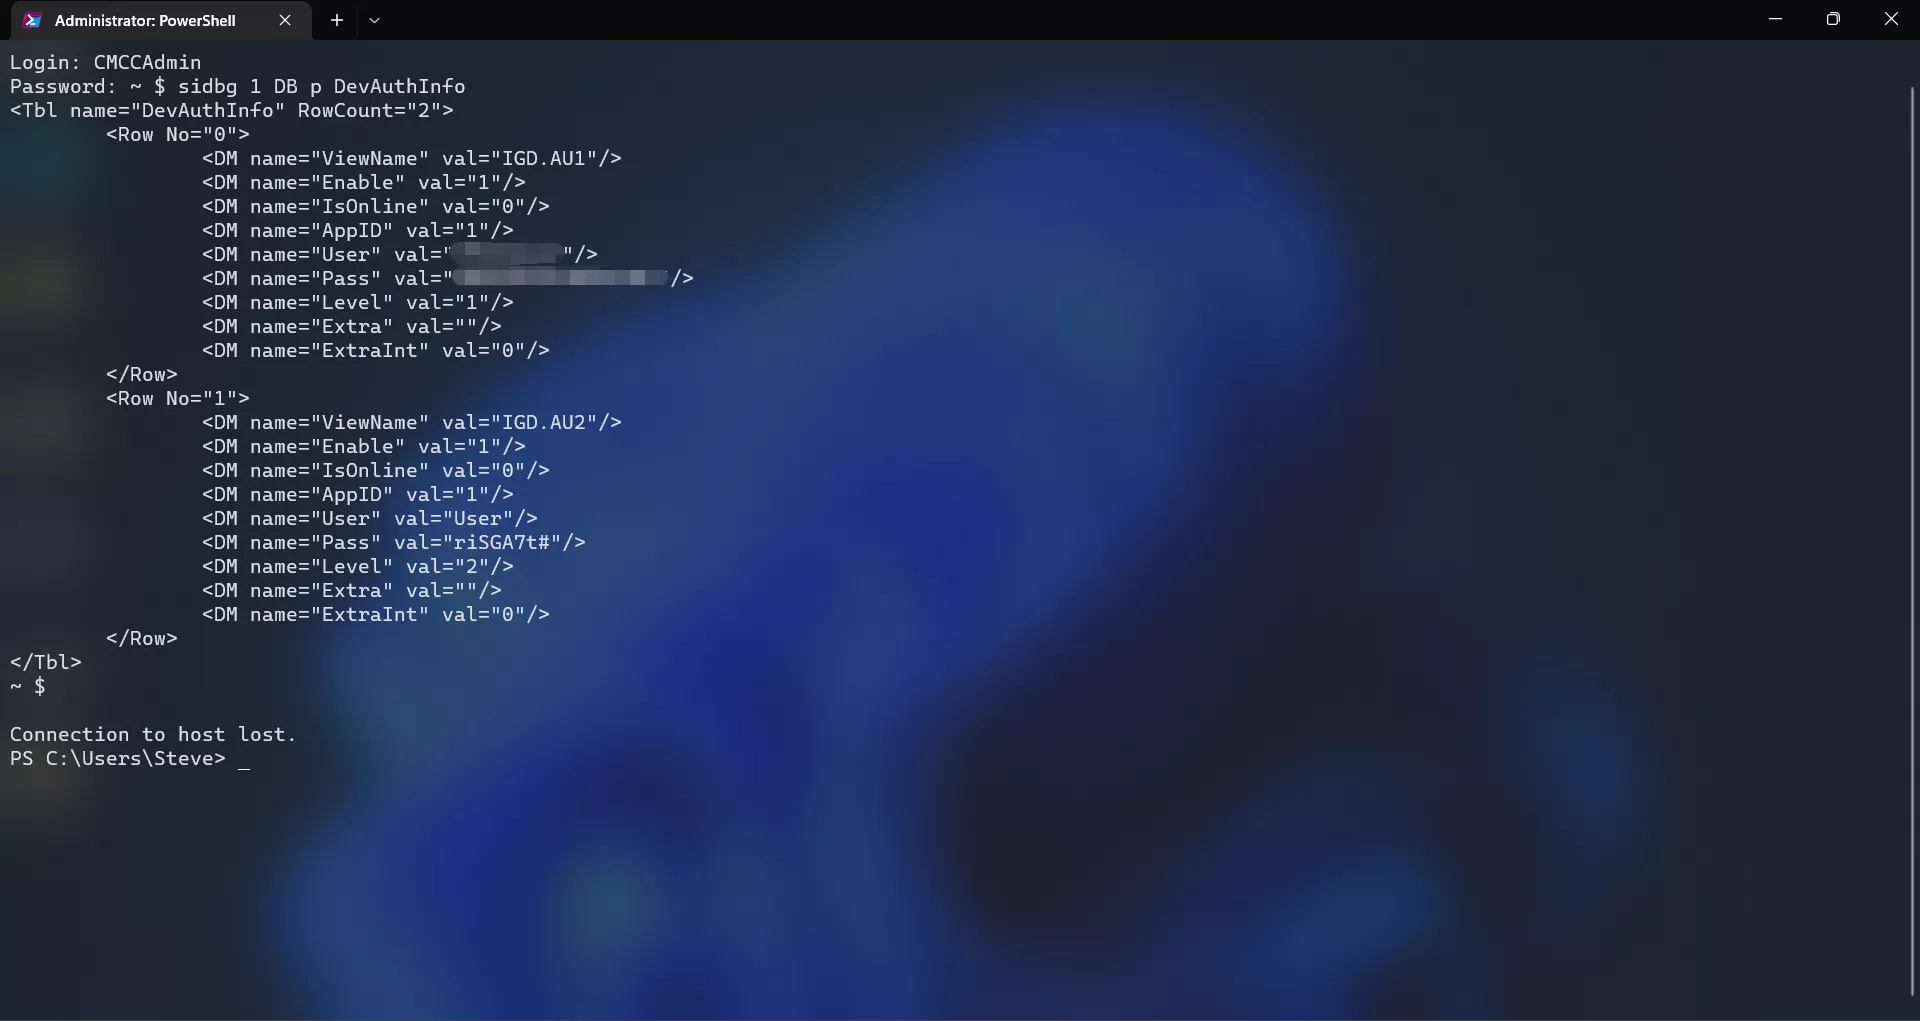 Administrator: PowerShell
Login: CMCCAdmin
Password: ~ $ sidbg 1 DB p DevAuthInfo
<Tbl name="DevAuthInfo" RowCount="2">
<Row No="0">
<DM name="ViewName" val="IGD.AU1"/>
<DM name="Enable" val="1"/>
<DM name="IsOnline" val="0"/>
<DM name="AppID" val="1"/>
<DM name="User" val=""/>
<DM name="Pass" val="/>
<DM name="Level" val="1"/>
<DM name="Extra" val=""/>
<DM name="ExtraInt" val="0"/>
</Row>
<Row No="1">
<DM name="ViewName" val="IGD.AU2"/>
<DM name="Enable" val="1"/>
<DM name="IsOnline" val="0"/>
<DM name="AppID" val="1"/>
<DM name="User" val="User"/>
<DM name="Pass" val="riSGA7t#"/>
<DM name="Level" val="2"/>
<DM name="Extra" val=""/>
<DM name="ExtraInt" val="0"/>
</Row>
</Tbl>
~ $
Connection to host lost.
PS C:\Users\Steve> _